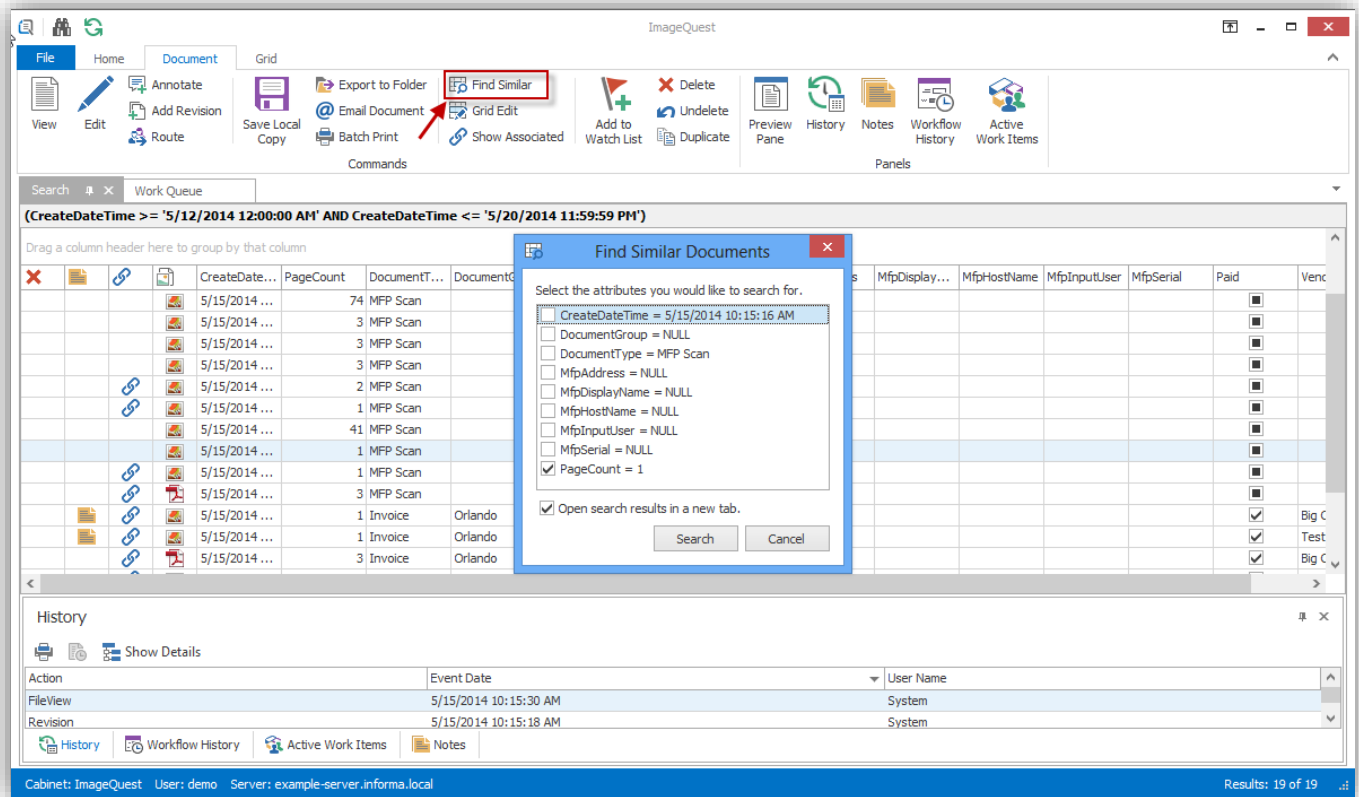 ImageQuest
File Home Document Grid
View
Edit
Annotate
Add Revision
Route
Save Local
Copy
Export to Folder
Email Document
Batch Print
Find Similar
Grid Edit
Show Associated
Add to
Watch List
Delete
Undelete
Duplicate
Preview
Pane
History
Notes
Workflow
History
Active
Work Items
Commands
Panels
Search Work Queue
(CreateDateTime >= '5/12/2014 12:00:00 AM' AND CreateDateTime <= '5/20/2014 11:59:59 PM')
Drag a column header here to group by that column
CreateDate... PageCount DocumentT... DocumentG s MfpDisplay... MfpHostName MfpInputUser MfpSerial Paid Vend
5/15/2014 ... 74 MFP Scan
5/15/2014 ... 3 MFP Scan
5/15/2014 ... 3 MFP Scan
5/15/2014 ... 3 MFP Scan
5/15/2014 ... 2 MFP Scan
5/15/2014 ... 1 MFP Scan
5/15/2014 ... 41 MFP Scan
5/15/2014 ... 1 MFP Scan
5/15/2014 ... 1 MFP Scan
5/15/2014 ... 3 MFP Scan
5/15/2014 ... 1 Invoice Orlando Big C
5/15/2014 ... 1 Invoice Orlando Test
5/15/2014 ... 3 Invoice Orlando Big C
Find Similar Documents
Select the attributes you would like to search for.
CreateDateTime = 5/15/2014 10:15:16 AM
DocumentGroup = NULL
DocumentType = MFP Scan
MfpAddress = NULL
MfpDisplayName = NULL
MfpHostName = NULL
MfpInputUser = NULL
MfpSerial = NULL
PageCount = 1
Open search results in a new tab.
Search Cancel
History
Show Details
Action Event Date User Name
FileView 5/15/2014 10:15:30 AM System
Revision 5/15/2014 10:15:18 AM System
History Workflow History Active Work Items Notes
Cabinet: ImageQuest User: demo Server: example-server.informa.local Results: 19 of 19